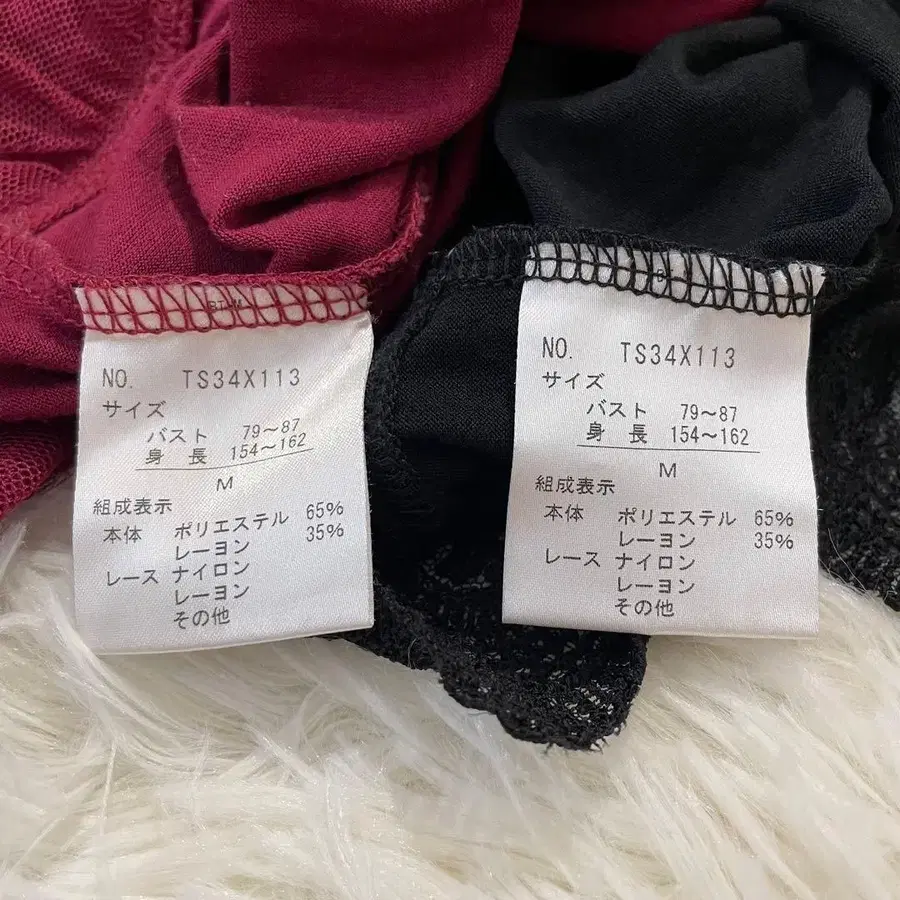 NO. TS34X113
サイズ
バスト 79~87
身長 154~162
M
組成表示
本体 ポリエステル 65%
レーヨン 35%
レース ナイロン
レーヨン
その他
NO. TS34X113
サイズ
バスト 79~87
身長 154~162
M
組成表示
本体 ポリエステル 65%
レーヨン 35%
レース ナイロン
レーヨン
その他